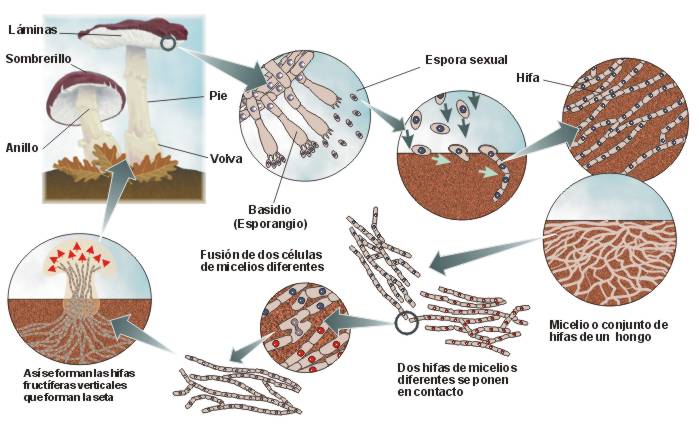 Láminas
Sombrerillo
Anillo
Pie
Volva
Espora sexual
Basidio
(Esporangio)
Hifa
Micelio o conjunto de
hifas de un hongo
Dos hifas de micelios
diferentes se ponen
en contacto
Fusión de dos células
de micelios diferentes
Así se forman las hifas
fructíferas verticales
que forman la seta